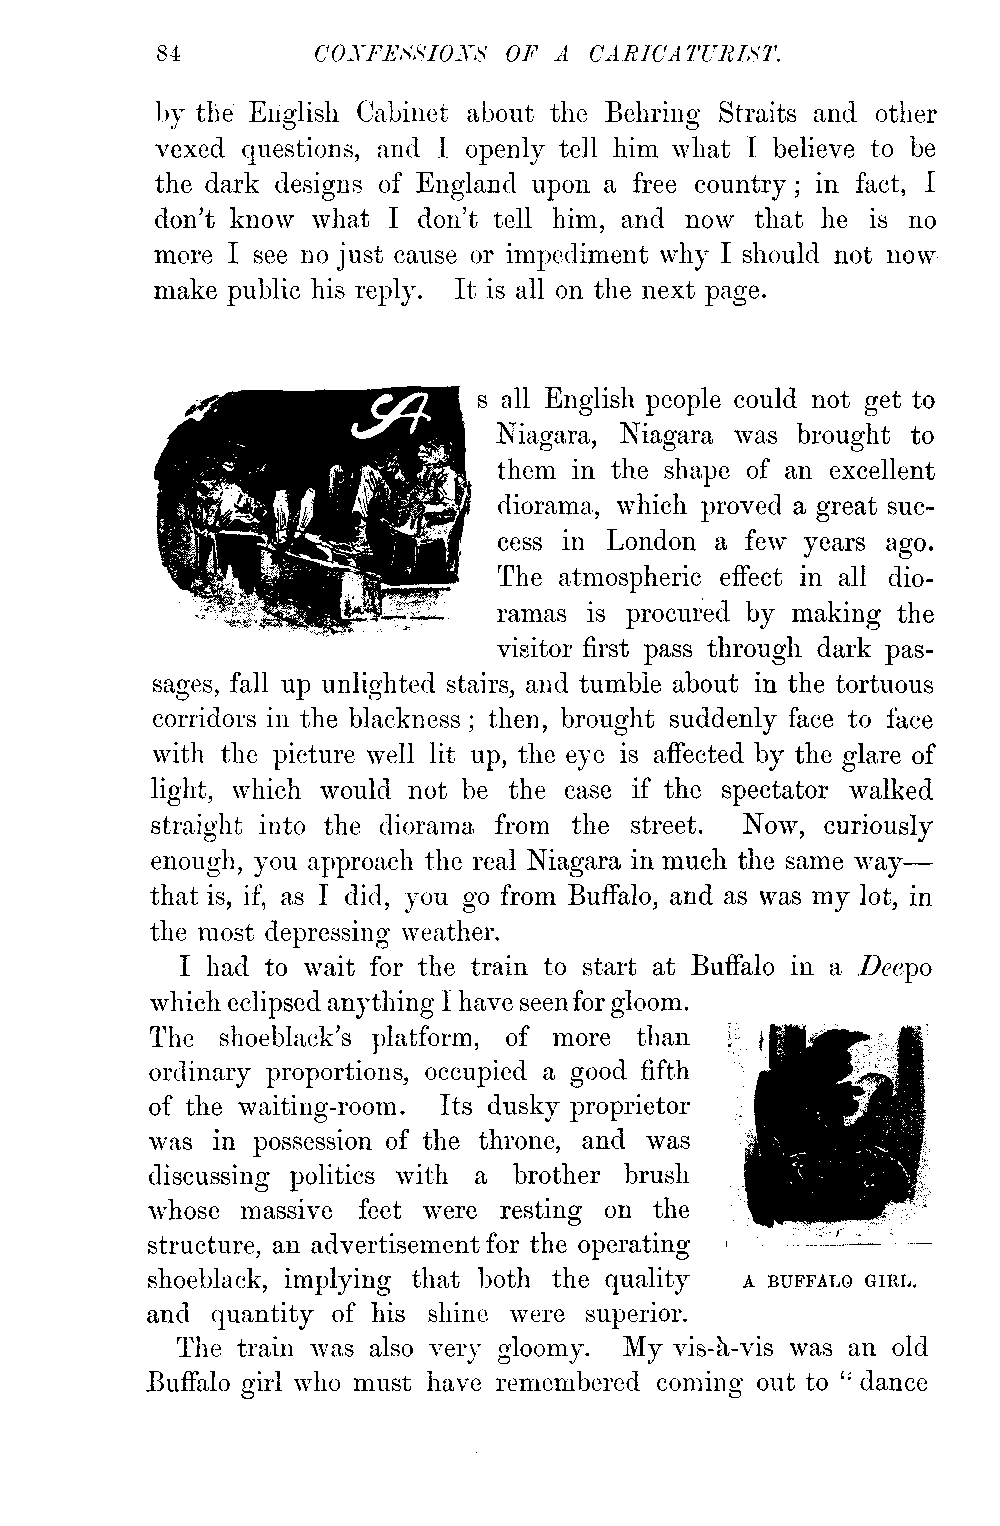 84 CONFESSIONS OF A CARICATURIST.
by the English Cabinet about the Behring Straits and other
vexed questions, and I openly tell him what I believe to be
the dark designs of England upon a free country; in fact, I
don't know what I don't tell him, and now that he is no
more I see no just cause or impediment why I should not now
make public his reply. It is all on the next page.
As all English people could not get to
Niagara, Niagara was brought to
them in the shape of an excellent
diorama, which proved a great suc-
cess in London a few years ago.
The atmospheric effect in all dio-
ramas is procured by making the
visitor first pass through dark pas-
sages, fall up unlighted stairs, and tumble about in the tortuous
corridors in the blackness; then, brought suddenly face to face
with the picture well lit up, the eye is affected by the glare of
light, which would not be the case if the spectator walked
straight into the diorama from the street. Now, curiously
enough, you approach the real Niagara in much the same way—
that is, if, as I did, you go from Buffalo, and as was my lot, in
the most depressing weather.
I had to wait for the train to start at Buffalo in a Deepo
which eclipsed anything I have seen for gloom.
The shoeblack's platform, of more than
ordinary proportions, occupied a good fifth
of the waiting-room. Its dusky proprietor
was in possession of the throne, and was
discussing politics with a brother brush
whose massive feet were resting on the
structure, an advertisement for the operating
shoeblack, implying that both the quality
and quantity of his shine were superior.
A BUFFALO GIRL.
The train was also very gloomy. My vis-à-vis was an old
Buffalo girl who must have remembered coming out to "dance